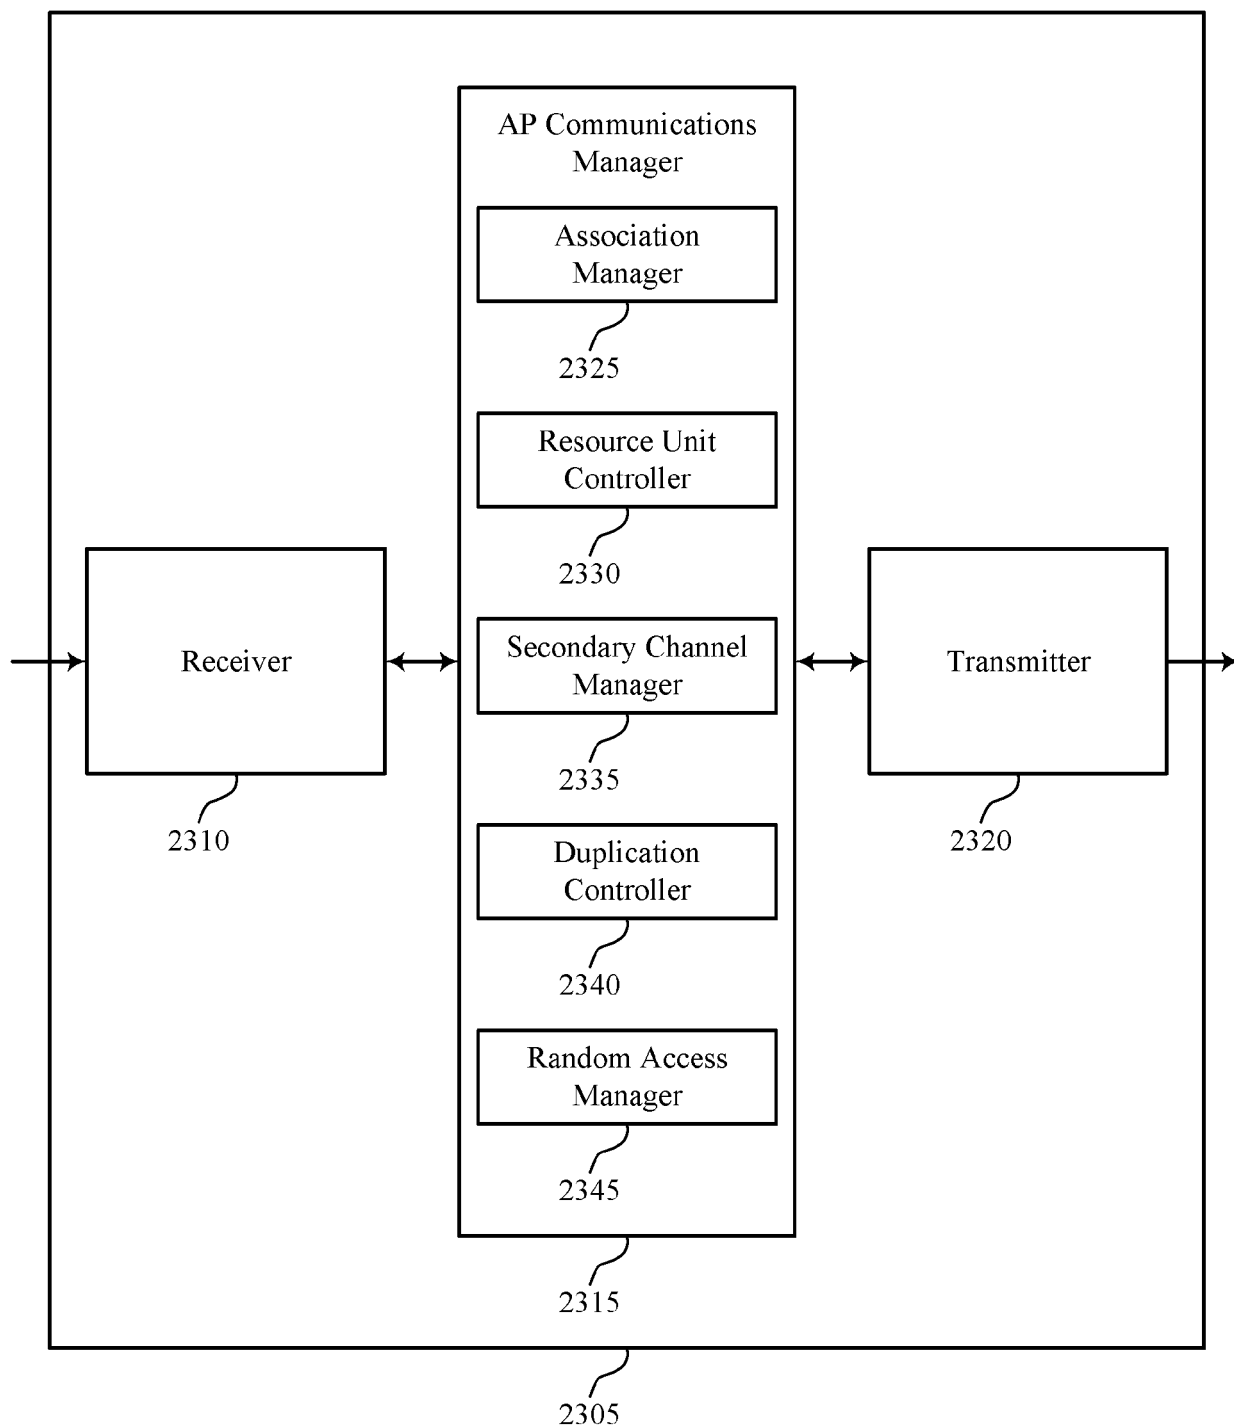 AP Communications
Manager
Association
Manager
2325
Resource Unit
Controller
2330
Receiver
2310
Secondary Channel
Manager
2335
Transmitter
2320
Duplication
Controller
2340
Random Access
Manager
2345
2315
2305